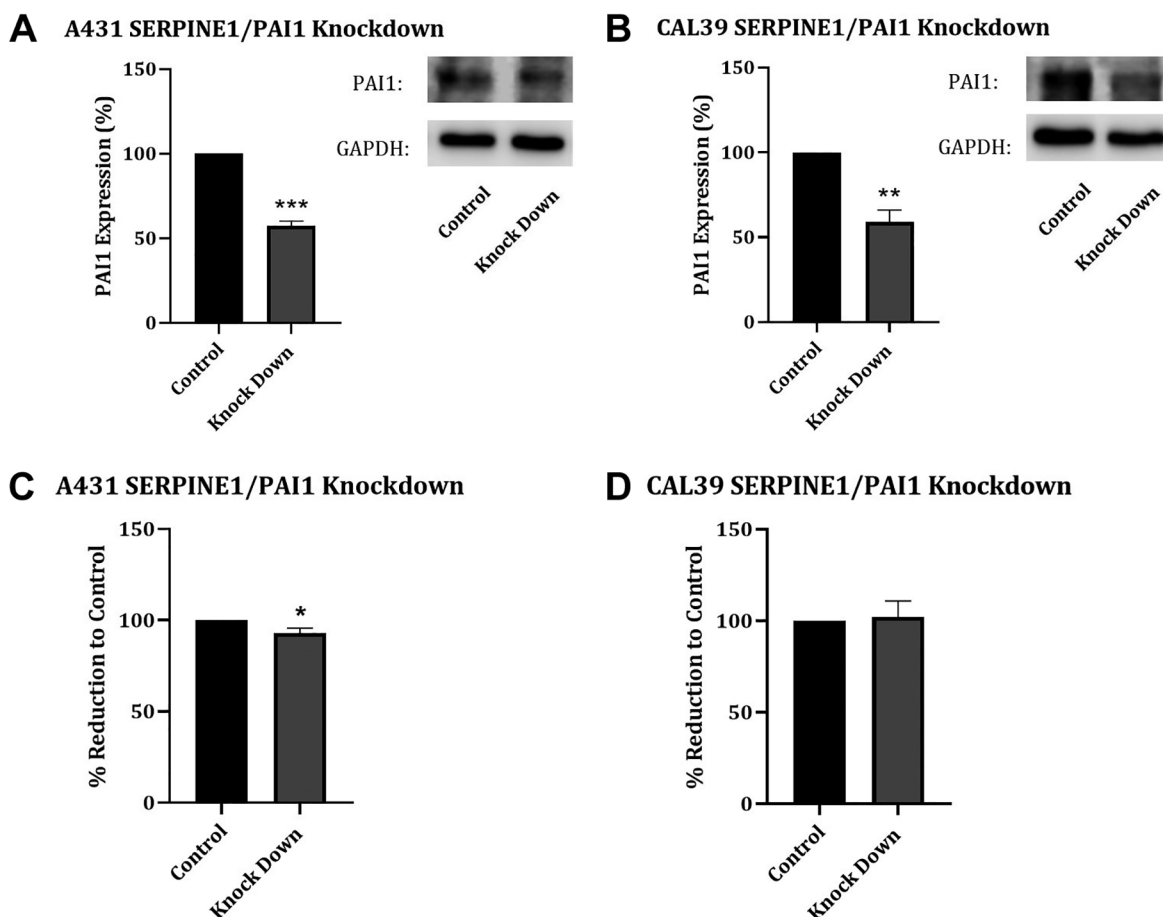 A A431 SERPINE1/PAI1 Knockdown
PAI1 Expression (%)
150
100
50
0
***
Control
Knock Down
PAI1:
GAPDH:
Control
Knock Down
B CAL39 SERPINE1/PAI1 Knockdown
PAI1 Expression (%)
150
100
50
0
**
Control
Knock Down
PAI1:
GAPDH:
Control
Knock Down
C A431 SERPINE1/PAI1 Knockdown
% Reduction to Control
150
100
50
0
*
Control
Knock Down
D CAL39 SERPINE1/PAI1 Knockdown
% Reduction to Control
150
100
50
0
Control
Knock Down